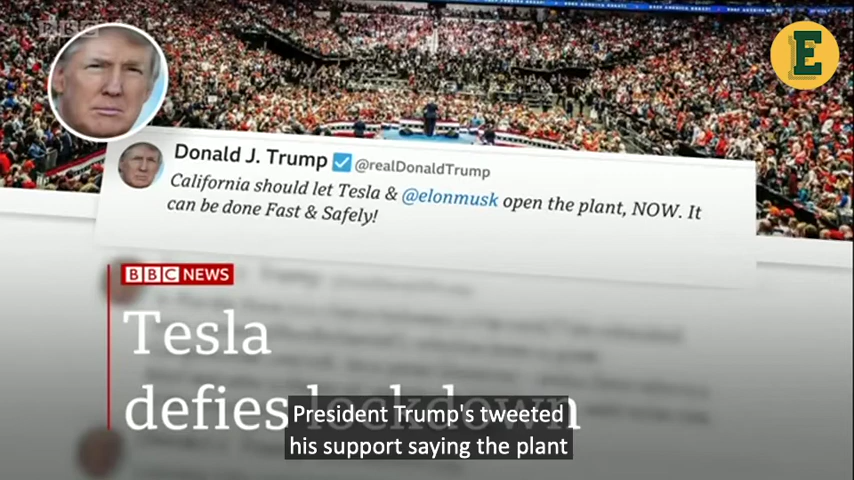 BBC
E
Donald J. Trump @realDonaldTrump
California should let Tesla & @elonmusk open the plant, NOW. It
can be done Fast & Safely!
BBC NEWS
Tesla
defies lockdown
President Trump's tweeted
his support saying the plant